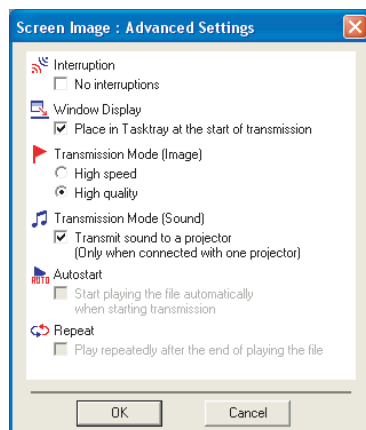 Screen Image : Advanced Settings
Interruption
No interruptions
Window Display
Place in Tasktray at the start of transmission
Transmission Mode (Image)
High speed
High quality
Transmission Mode (Sound)
Transmit sound to a projector
(Only when connected with one projector)
AUTO
Autostart
Start playing the file automatically
when starting transmission
Repeat
Play repeatedly after the end of playing the file
OK
Cancel